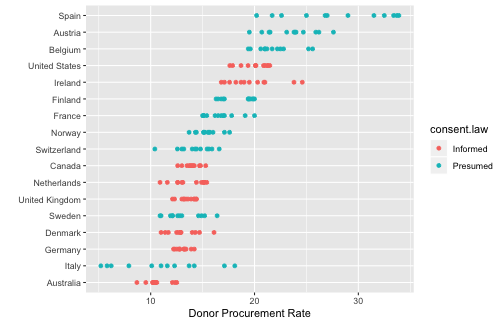 Spain
Austria
Belgium
United States
Ireland
Finland
France
Norway
Switzerland
Canada
Netherlands
United Kingdom
Sweden
Denmark
Germany
Italy
Australia
10 20 30
Donor Procurement Rate
consent.law
Informed
Presumed